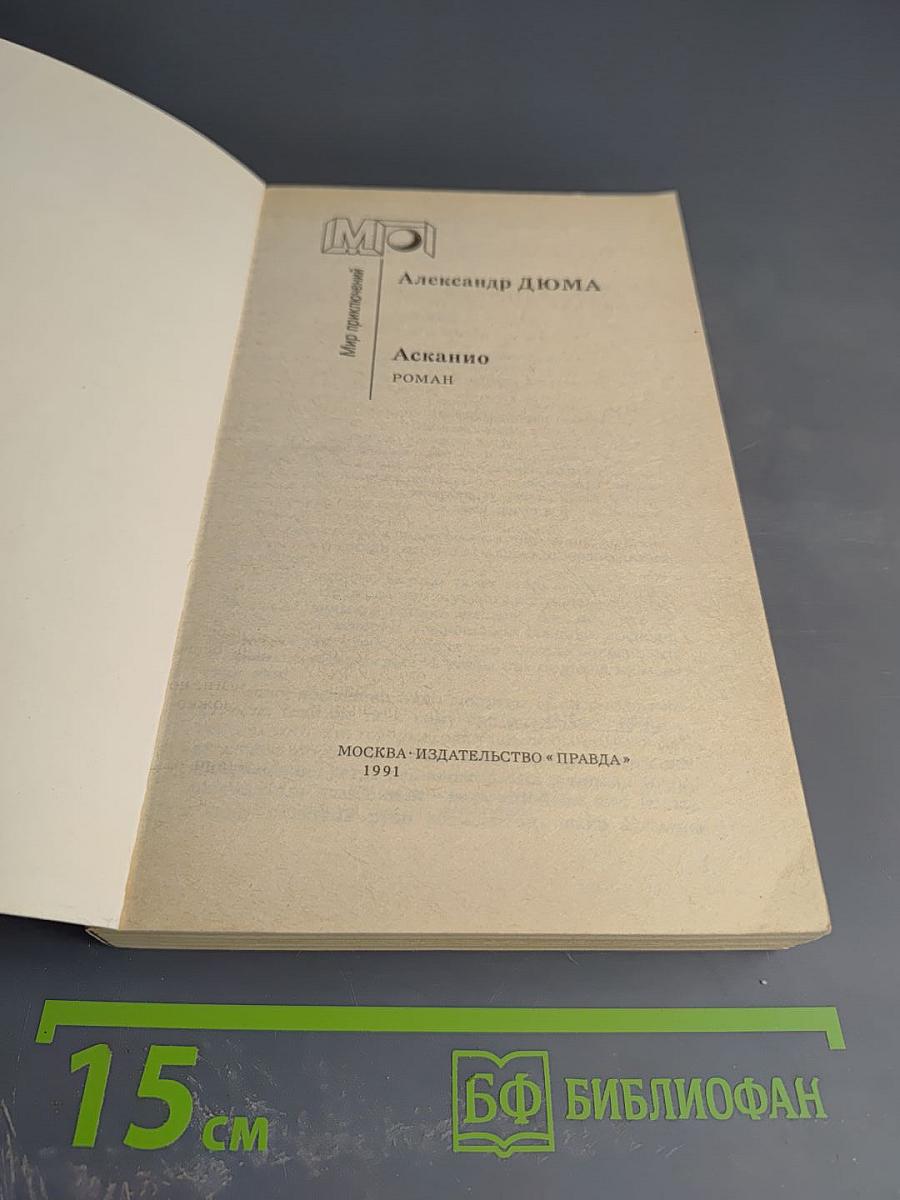 МП
Мир приключений
Александр ДЮМА
Асканио
РОМАН
МОСКВА · ИЗДАТЕЛЬСТВО « ПРАВДА»
1991
15 см
БФ БИБЛИОФАН